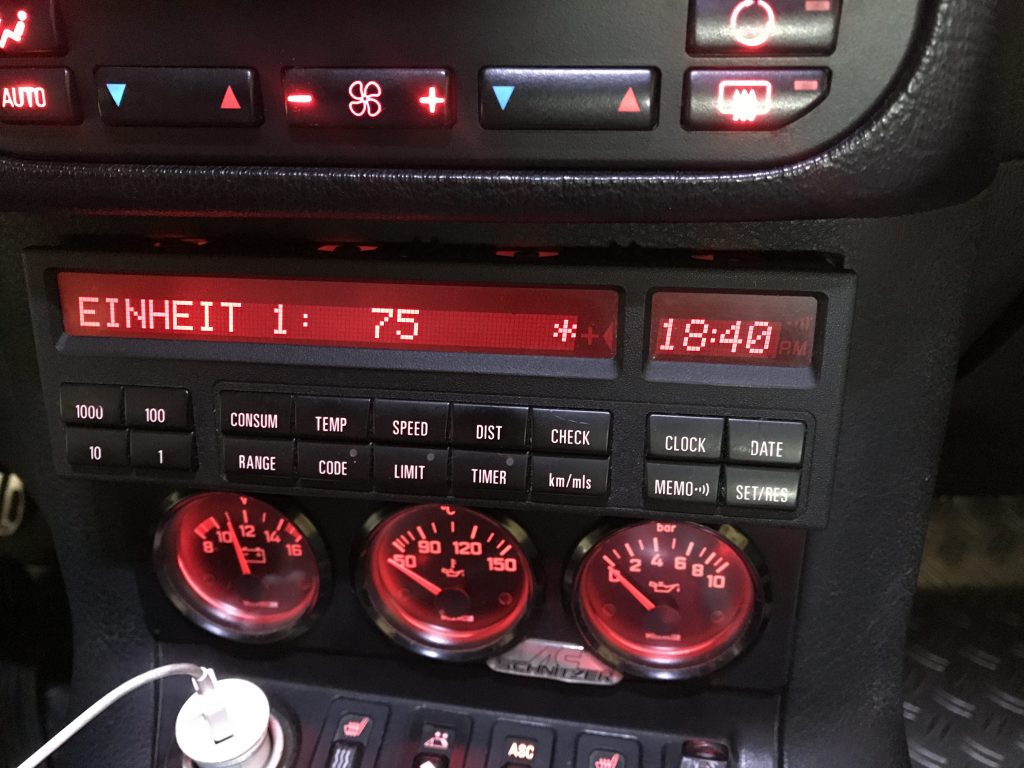 AUTO
EINHEIT 1: 75 *
18:40
1000 100
10 1
CONSUM TEMP SPEED DIST CHECK
RANGE CODE LIMIT TIMER km/mls
CLOCK DATE
MEMO SET/RES
V
8 10 12 14 16
°C
50 90 120 150
bar
0 2 4 6 8 10
AC
SCHNITZER
ASC